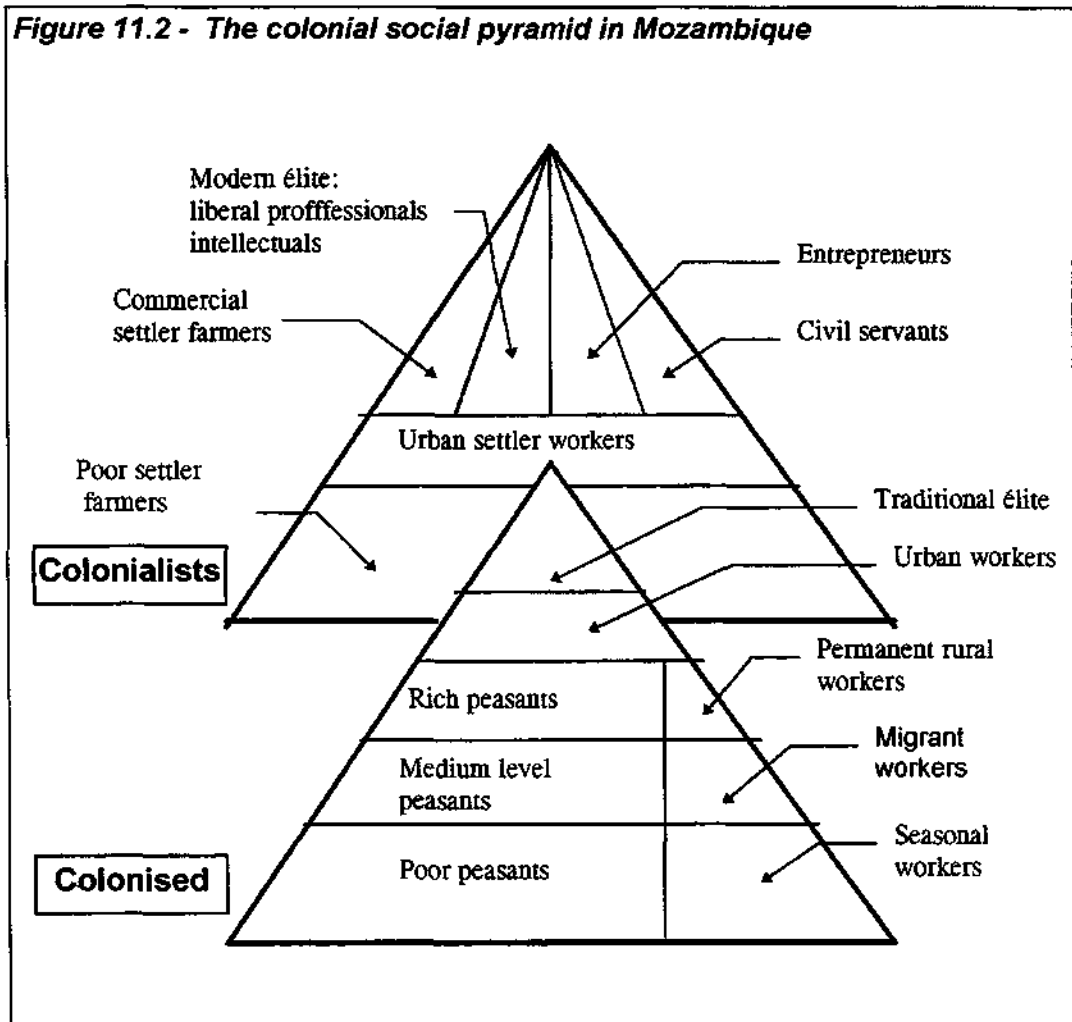 Figure 11.2 - The colonial social pyramid in Mozambique
Modern élite:
liberal profffessionals
intellectuals
Entrepreneurs
Commercial
settler farmers
Civil servants
Urban settler workers
Poor settler
farmers
Traditional élite
Urban workers
Colonialists
Permanent rural
workers
Rich peasants
Migrant
workers
Medium level
peasants
Seasonal
workers
Poor peasants
Colonised